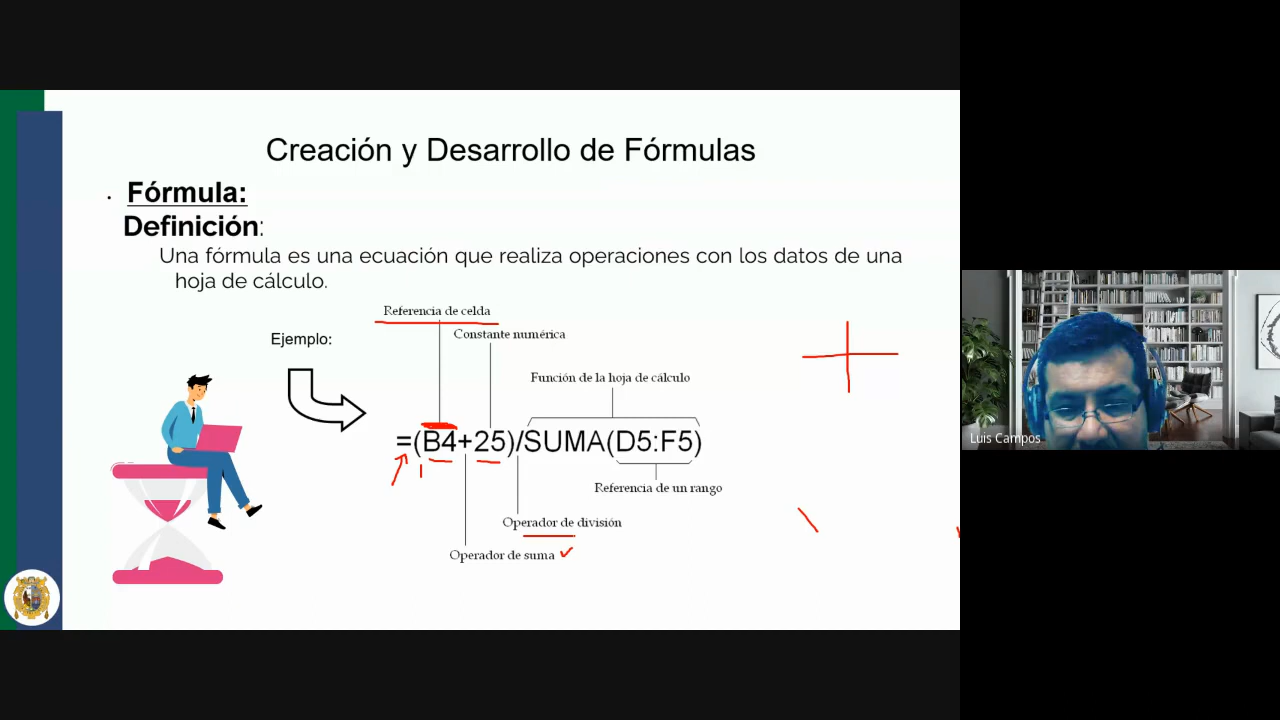 Creación y Desarrollo de Fórmulas
· Fórmula:
Definición:
Una fórmula es una ecuación que realiza operaciones con los datos de una
hoja de cálculo.
Referencia de celda
Constante numérica
Ejemplo:
Función de la hoja de cálculo
=(B4+25)/SUMA(D5:F5)
Referencia de un rango
Operador de división
Operador de suma
Luis Campos